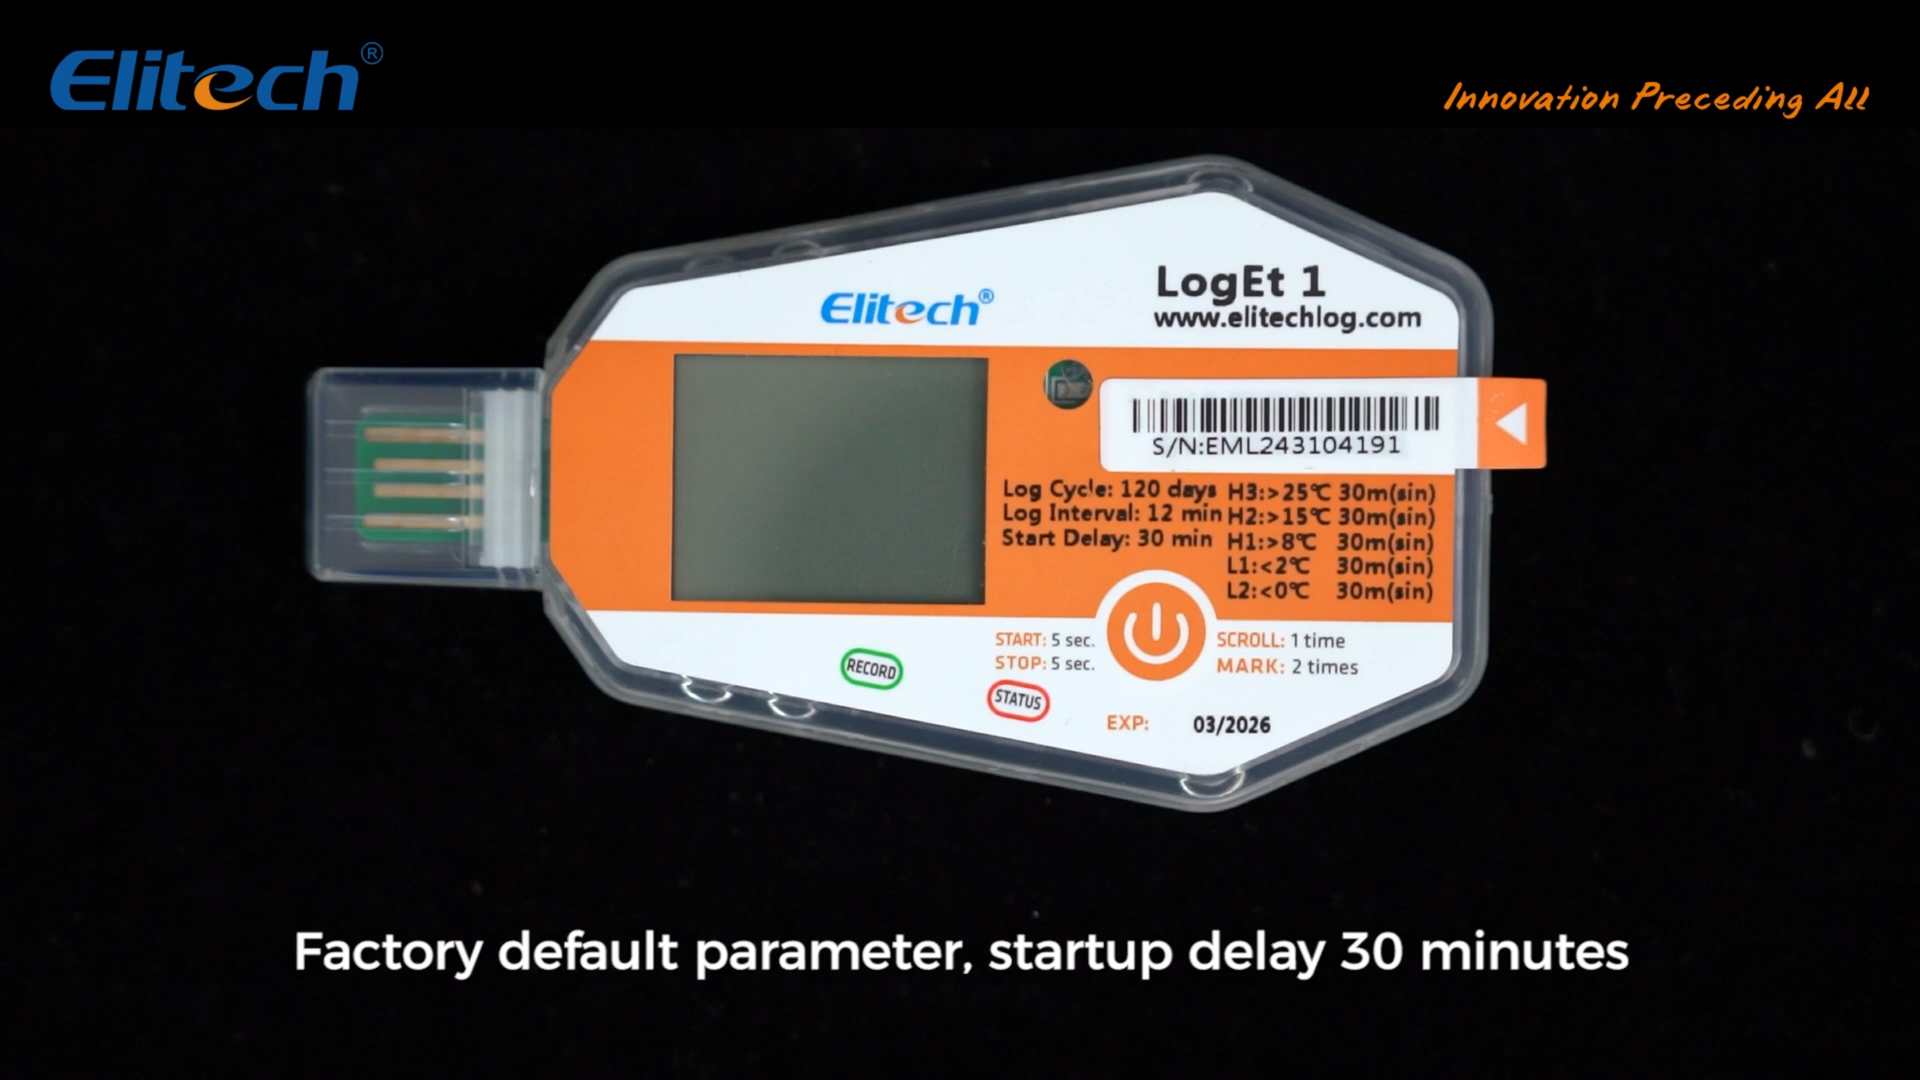 Elitech®
Innovation Preceding All
Elitech®
LogEt 1
www.elitechlog.com
S/N:EML243104191
Log Cycle: 120 days
Log Interval: 12 min
Start Delay: 30 min
H3:>25℃ 30m(sin)
H2:>15℃ 30m(sin)
H1:>8℃ 30m(sin)
L1:<2℃ 30m(sin)
L2:<0℃ 30m(sin)
START: 5 sec.
STOP: 5 sec.
SCROLL: 1 time
MARK: 2 times
RECORD
STATUS
EXP: 03/2026
Factory default parameter, startup delay 30 minutes